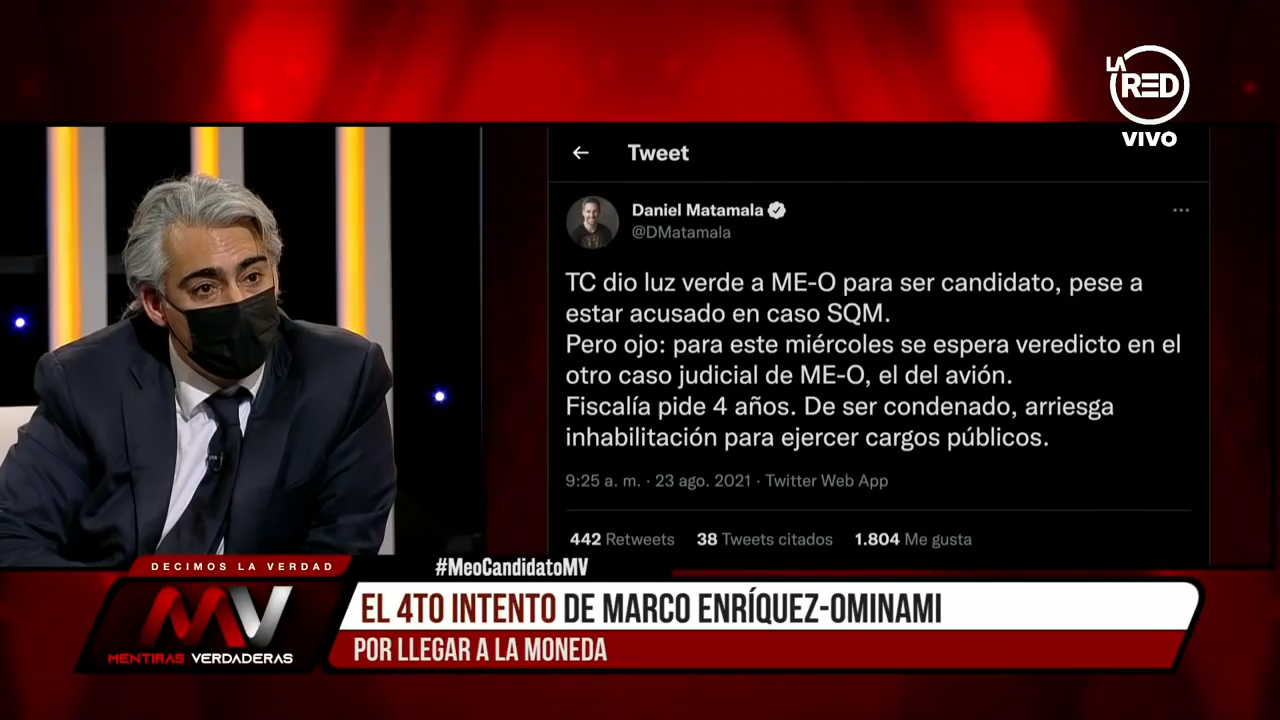 LA
RED
VIVO
Tweet
Daniel Matamala
@DMatamala
TC dio luz verde a ME-O para ser candidato, pese a
estar acusado en caso SQM.
Pero ojo: para este miércoles se espera veredicto en el
otro caso judicial de ME-O, el del avión.
Fiscalía pide 4 años. De ser condenado, arriesga
inhabilitación para ejercer cargos públicos.
9:25 a. m. · 23 ago. 2021 · Twitter Web App
442 Retweets 38 Tweets citados 1.804 Me gusta
DECIMOS LA VERDAD
#MeoCandidatoMV
MV
MENTIRAS VERDADERAS
EL 4TO INTENTO DE MARCO ENRÍQUEZ-OMINAMI
POR LLEGAR A LA MONEDA